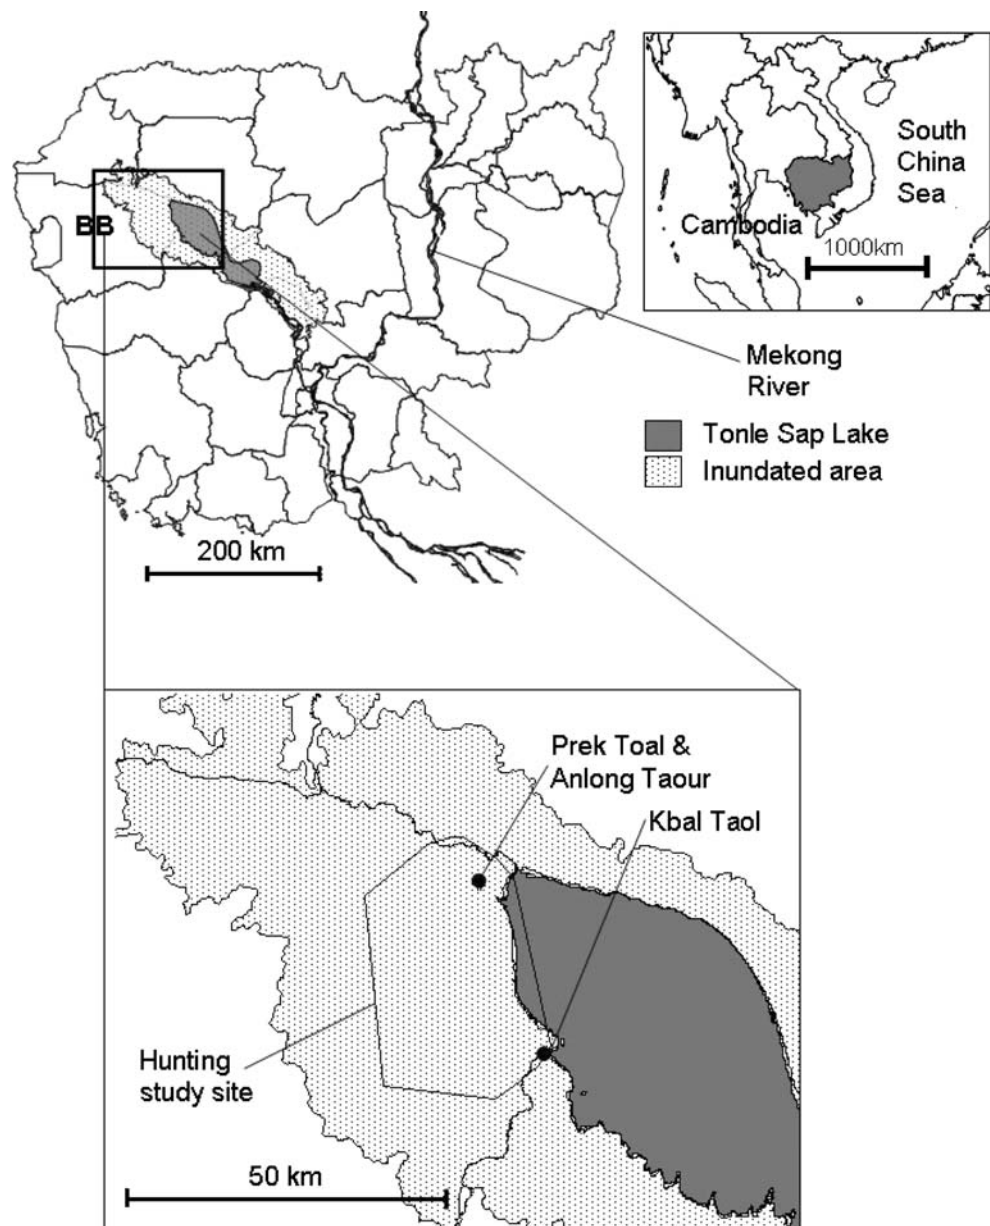 BB
South
China
Sea
Cambodia
1000km
Mekong
River
Tonle Sap Lake
Inundated area
200 km
Prek Toal &
Anlong Taour
Kbal Taol
Hunting
study site
50 km